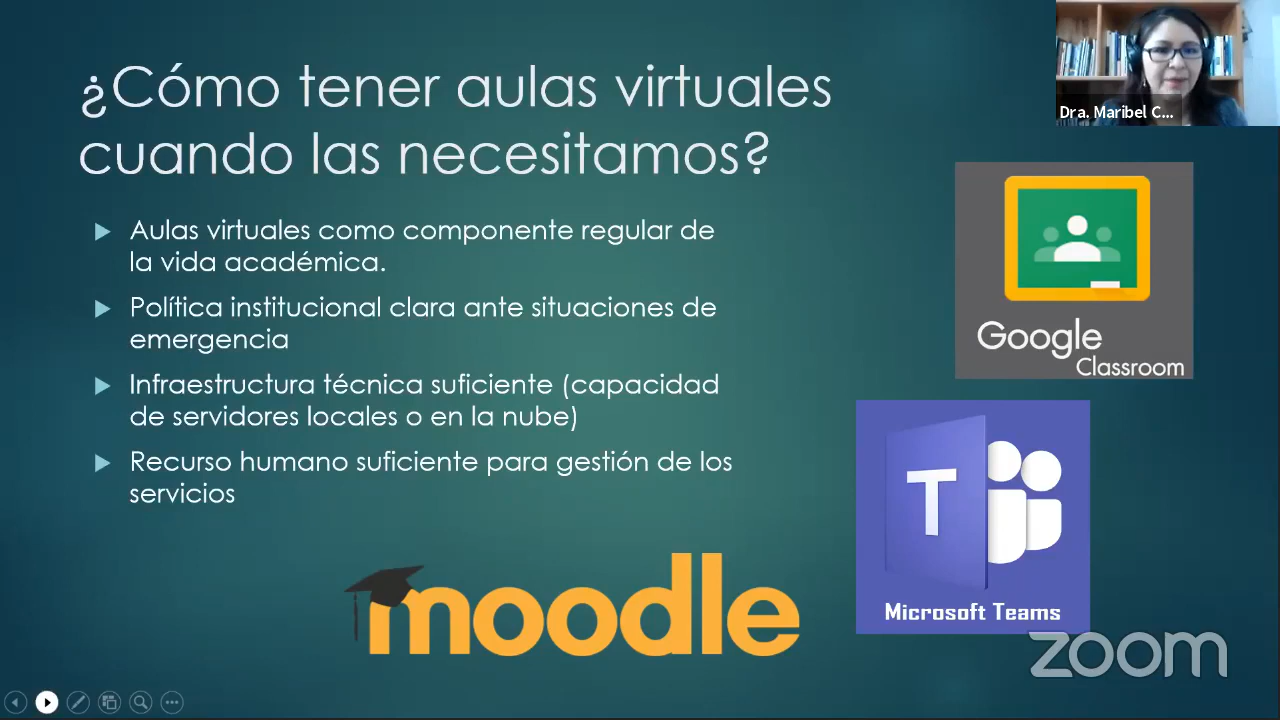 ¿Cómo tener aulas virtuales
cuando las necesitamos?
Aulas virtuales como componente regular de
la vida académica.
Política institucional clara ante situaciones de
emergencia
Infraestructura técnica suficiente (capacidad
de servidores locales o en la nube)
Recurso humano suficiente para gestión de los
servicios
Dra. Maribel C...
Google
Classroom
T
Microsoft Teams
moodle
zoom